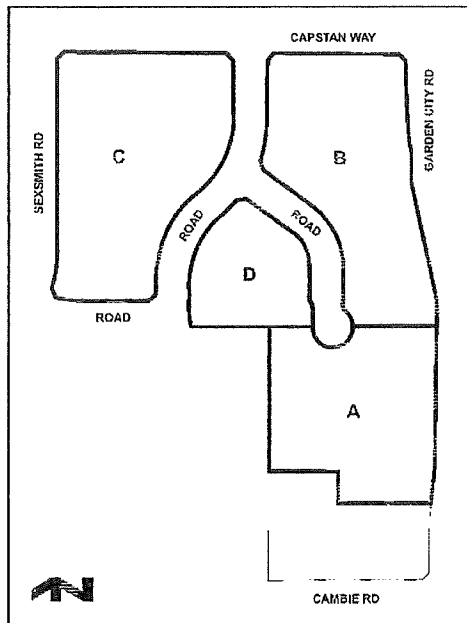 CAPSTAN WAY
SEXSMITH RD
C
B
GARDEN CITY RD
ROAD
ROAD
D
ROAD
A
N
CAMBIE RD